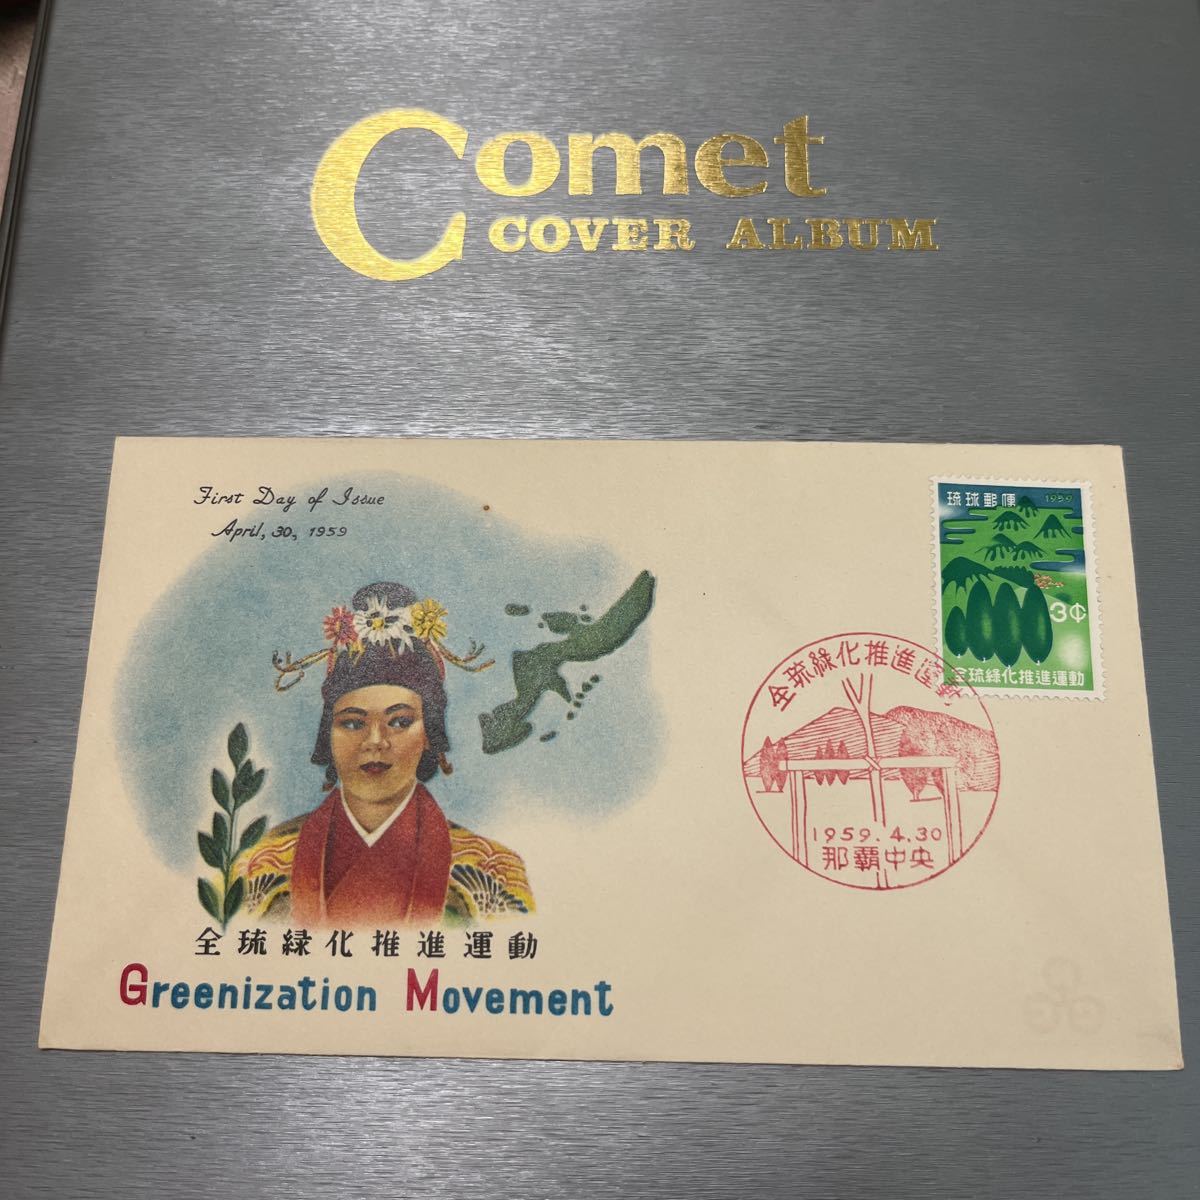 Comet
COVER ALBUM
First Day of Issue
April, 30, 1959
琉球郵便 1959
3¢
全琉緑化推進運動
全琉緑化推進運動
1959.4.30
那覇中央
全琉緑化推進運動
Greenization Movement